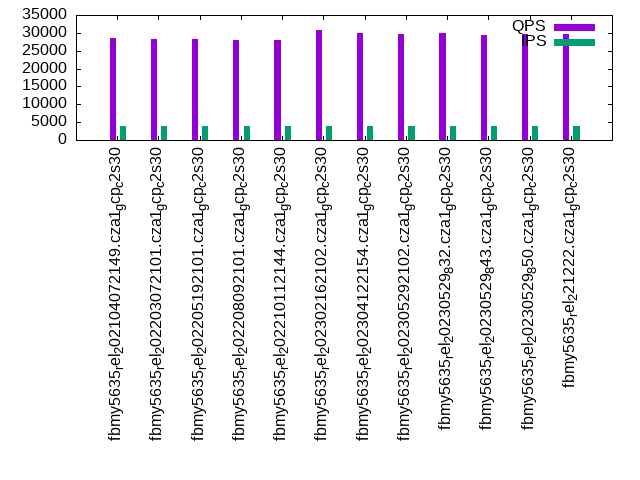 35000
30000
25000
20000
15000
10000
5000
0
QPS
IPS
fbmy5635rel202104072149.cza1gcpc2s30
fbmy5635rel202203072101.cza1gcpc2s30
fbmy5635rel202205192101.cza1gcpc2s30
fbmy5635rel202208092101.cza1gcpc2s30
fbmy5635rel202210112144.cza1gcpc2s30
fbmy5635rel202302162102.cza1gcpc2s30
fbmy5635rel202304122154.cza1gcpc2s30
fbmy5635rel202305292102.cza1gcpc2s30
fbmy5635rel20230529832.cza1gcpc2s30
fbmy5635rel20230529843.cza1gcpc2s30
fbmy5635rel20230529850.cza1gcpc2s30
fbmy5635rel221222.cza1gcpc2s30